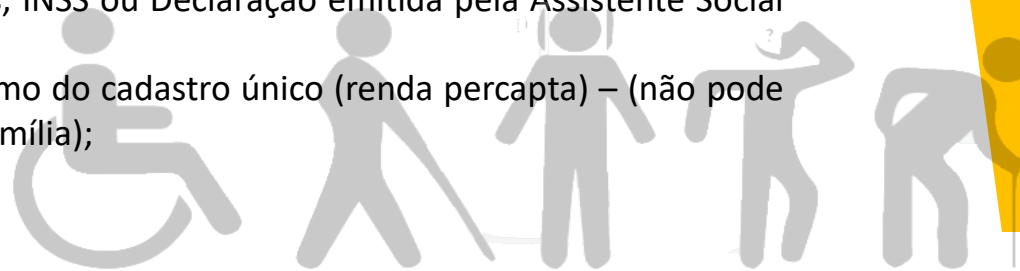 INSS ou Declaração emitida pela Assistente Social
mo do cadastro único (renda percapta) – (não pode
mília);
?